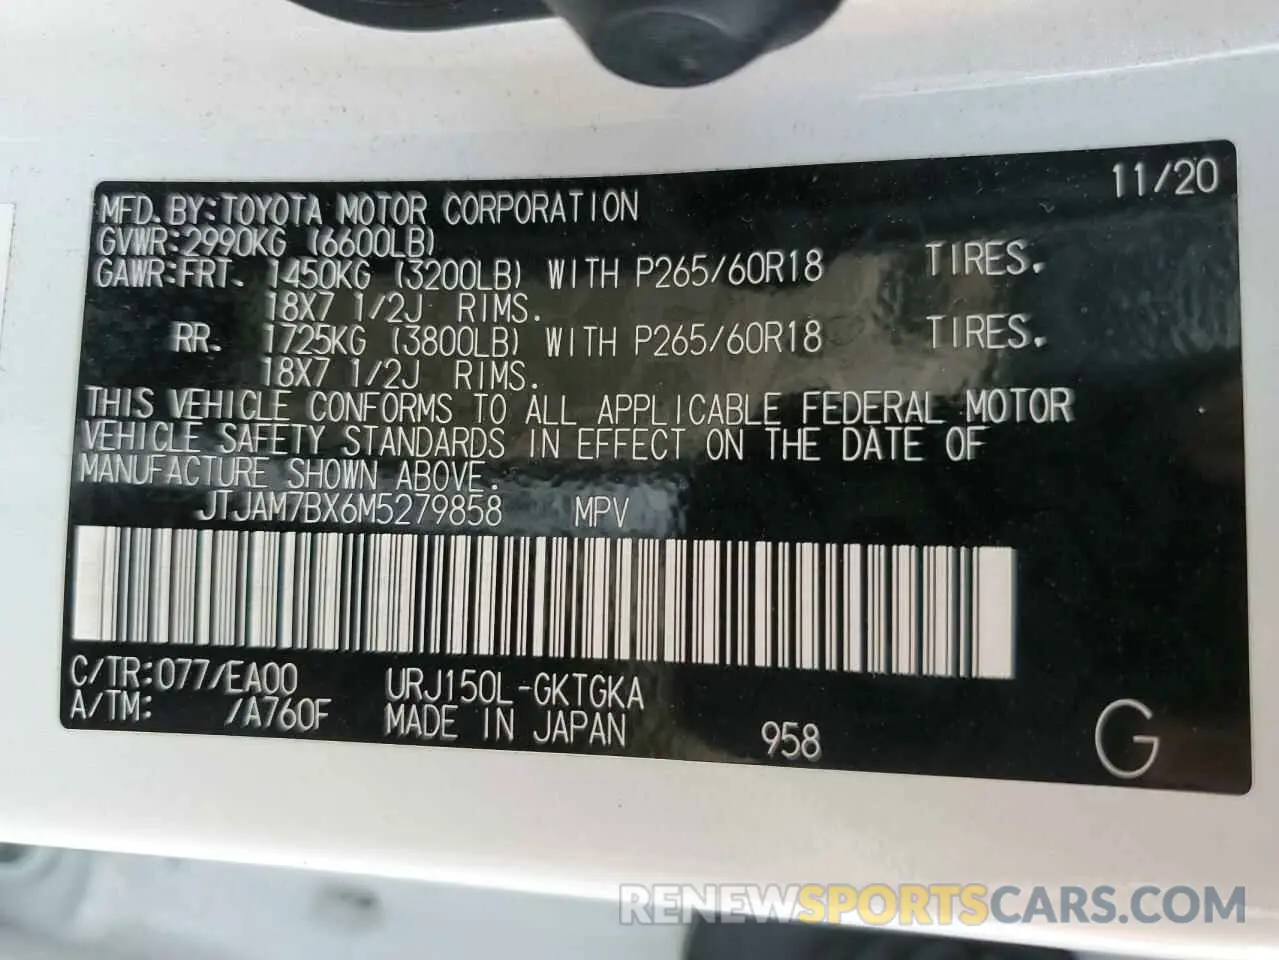 11/20
MFD. BY:TOYOTA MOTOR CORPORATION
GVWR:2990KG (6600LB)
GAWR:FRT. 1450KG (3200LB) WITH P265/60R18 TIRES.
18X7 1/2J RIMS.
RR. 1725KG (3800LB) WITH P265/60R18 TIRES.
18X7 1/2J RIMS.
THIS VEHICLE CONFORMS TO ALL APPLICABLE FEDERAL MOTOR
VEHICLE SAFETY STANDARDS IN EFFECT ON THE DATE OF
MANUFACTURE SHOWN ABOVE.
JTJAM7BX6M5279858 MPV
C/TR:077/EA00 URJ150L-GKTGKA
A/TM: /A760F MADE IN JAPAN 958 G
RENEWSPORTSCARS.COM